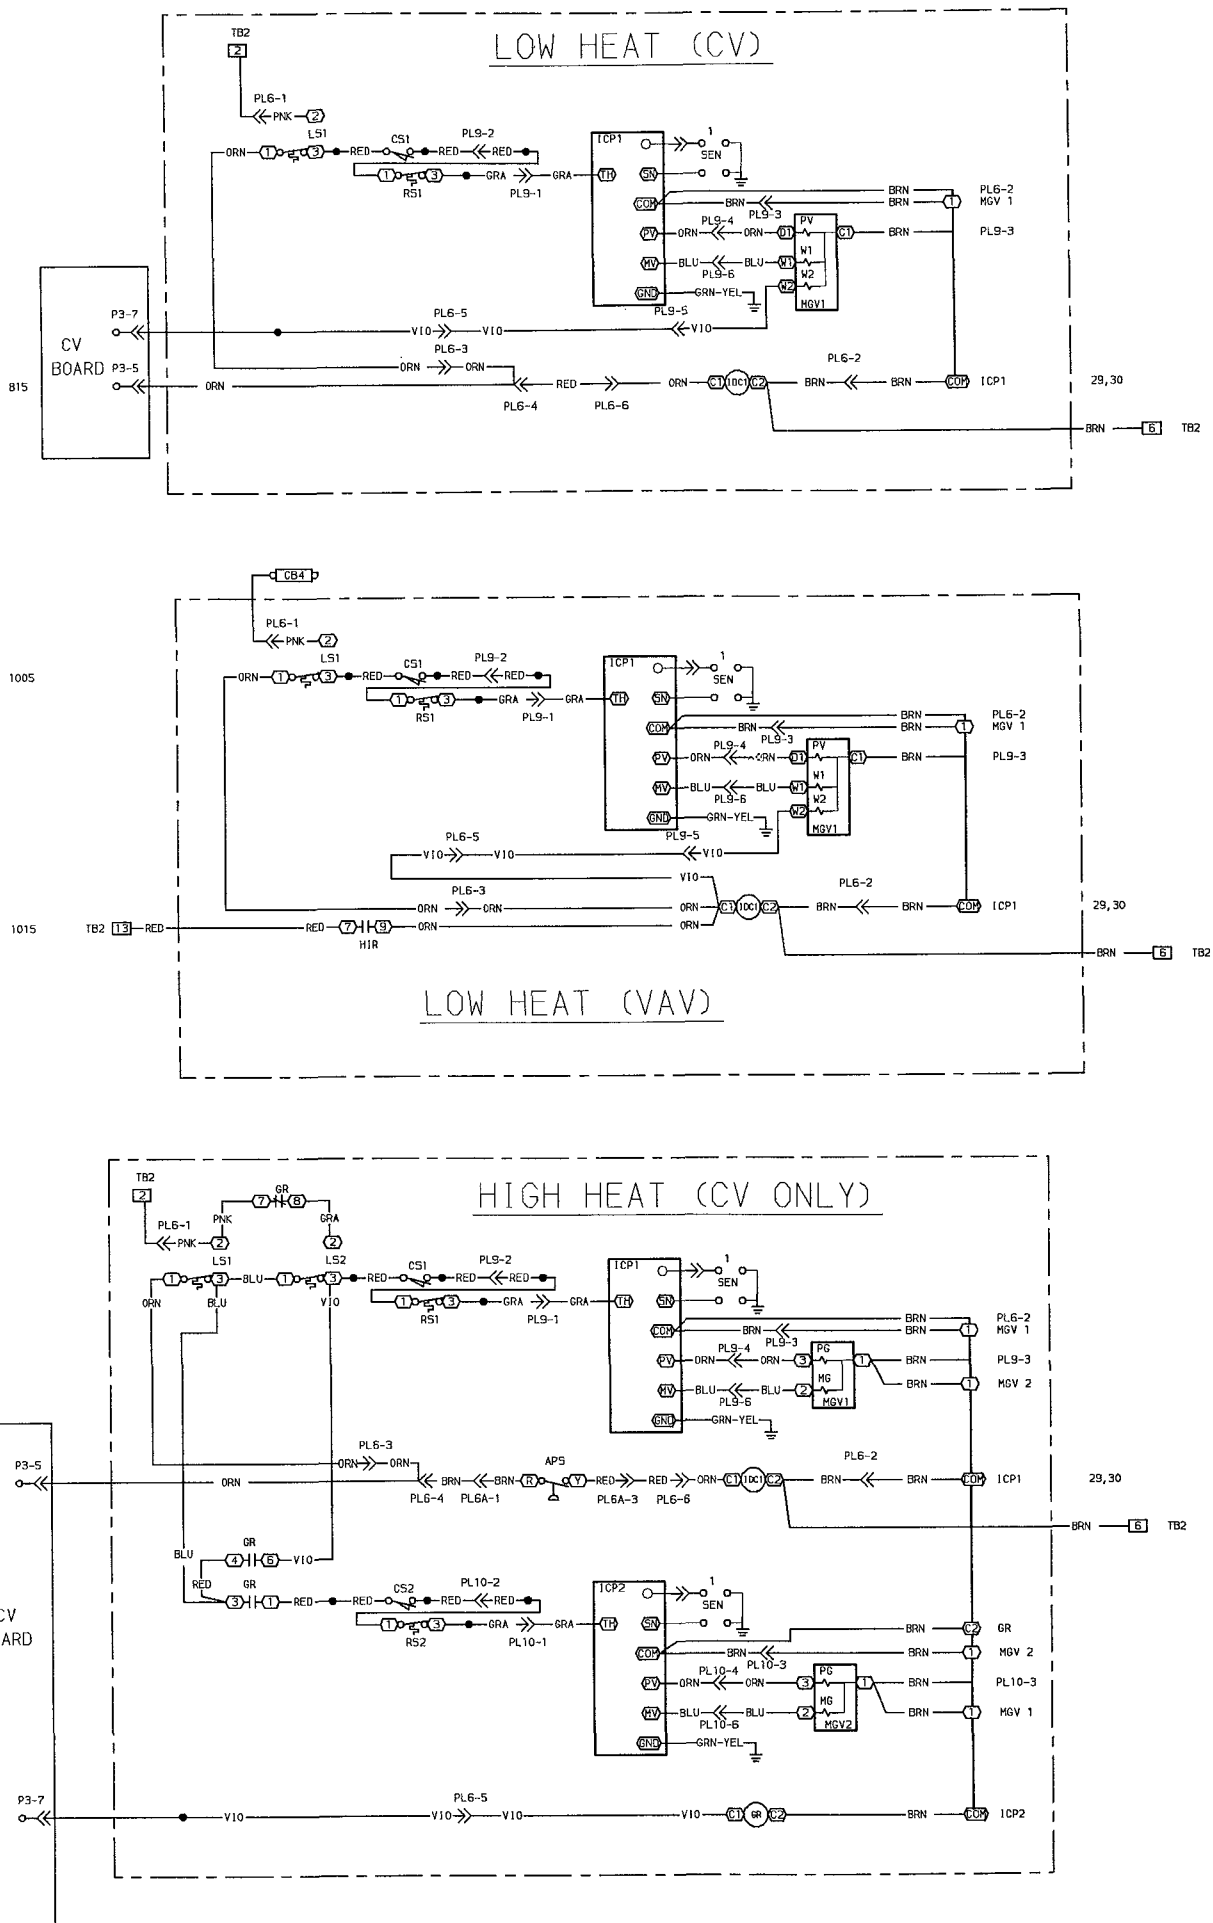 LOW HEAT (CV)
TB2
2
PL6-1
PNK 2
ORN 1 LS1 3 RED CS1 RED PL9-2 RED
1 RS1 3 GRA PL9-1 GRA TH
ICP1
1
SEN
SN
COM BRN PL9-3 BRN
BRN PL6-2
1 MGV 1
PV ORN PL9-4 ORN D1 PV C1 BRN PL9-3
MV BLU PL9-6 BLU W1 W1
W2 W2
MGV1
GND GRN-YEL
CV
BOARD
P3-7
VIO PL6-5 VIO PL9-5 VIO
ORN PL6-3 ORN
815
P3-5
ORN PL6-4 RED PL6-6 ORN C1 1DC1 C2 BRN PL6-2 BRN COM ICP1 29,30
BRN 6 TB2
CB4
PL6-1
PNK 2
1005
ORN 1 LS1 3 RED CS1 RED PL9-2 RED
1 RS1 3 GRA PL9-1 GRA TH
ICP1
1
SEN
SN
COM BRN PL9-3 BRN
BRN PL6-2
1 MGV 1
PV ORN PL9-4 ORN D1 PV C1 BRN PL9-3
MV BLU PL9-6 BLU W1 W1
W2 W2
MGV1
GND GRN-YEL
VIO PL6-5 VIO PL9-5 VIO
VIO
ORN PL6-3 ORN ORN C1 1DC1 C2 BRN PL6-2 BRN COM ICP1 29,30
1015 TB2 13 RED RED 7 HIR 9 ORN ORN
BRN 6 TB2
LOW HEAT (VAV)
HIGH HEAT (CV ONLY)
TB2
2
PL6-1
PNK 2 PNK 7 GR 8 GRA 2
1 LS1 3 BLU 1 LS2 3 RED CS1 RED PL9-2 RED
ORN BLU VIO
1 RS1 3 GRA PL9-1 GRA TH
ICP1
1
SEN
SN
COM BRN PL9-3 BRN
BRN PL6-2
1 MGV 1
PV ORN PL9-4 ORN 3 PG 1 BRN PL9-3
BRN 1 MGV 2
MV BLU PL9-6 BLU 2 MG
MGV1
GND GRN-YEL
ORN PL6-3 ORN
P3-5
ORN PL6-4 BRN PL6A-1 BRN R APS Y RED PL6A-3 RED PL6-6 ORN C1 1DC1 C2 BRN PL6-2 BRN COM ICP1 29,30
BRN 6 TB2
BLU
4 GR 6 VIO
RED
3 GR 1 RED CS2 RED PL10-2 RED
1 RS2 3 GRA PL10-1 GRA TH
ICP2
1
SEN
SN
CV
ARD
BRN C2 GR
COM BRN PL10-3 BRN 1 MGV 2
PV ORN PL10-4 ORN 3 PG 1 BRN PL10-3
BRN 1 MGV 1
MV BLU PL10-6 BLU 2 MG
MGV2
GND GRN-YEL
P3-7
VIO VIO PL6-5 VIO VIO C1 GR C2 BRN COM ICP2